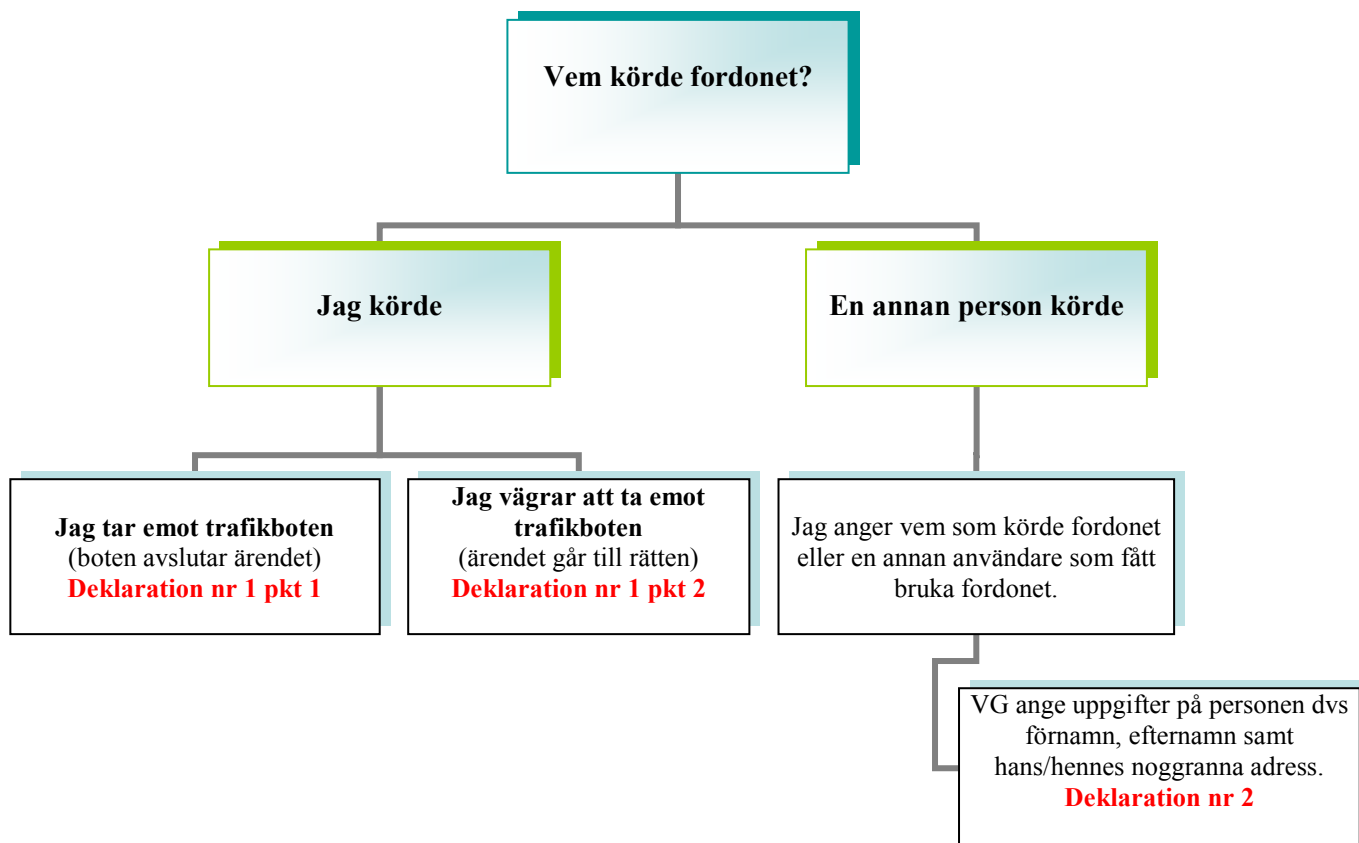 Vem körde fordonet?
Jag körde
En annan person körde
Jag tar emot trafikboten
(boten avslutar ärendet)
Deklaration nr 1 pkt 1
Jag vägrar att ta emot
trafikboten
(ärendet går till rätten)
Deklaration nr 1 pkt 2
Jag anger vem som körde fordonet
eller en annan användare som fått
bruka fordonet.
VG ange uppgifter på personen dvs
förnamn, efternamn samt
hans/hennes noggranna adress.
Deklaration nr 2